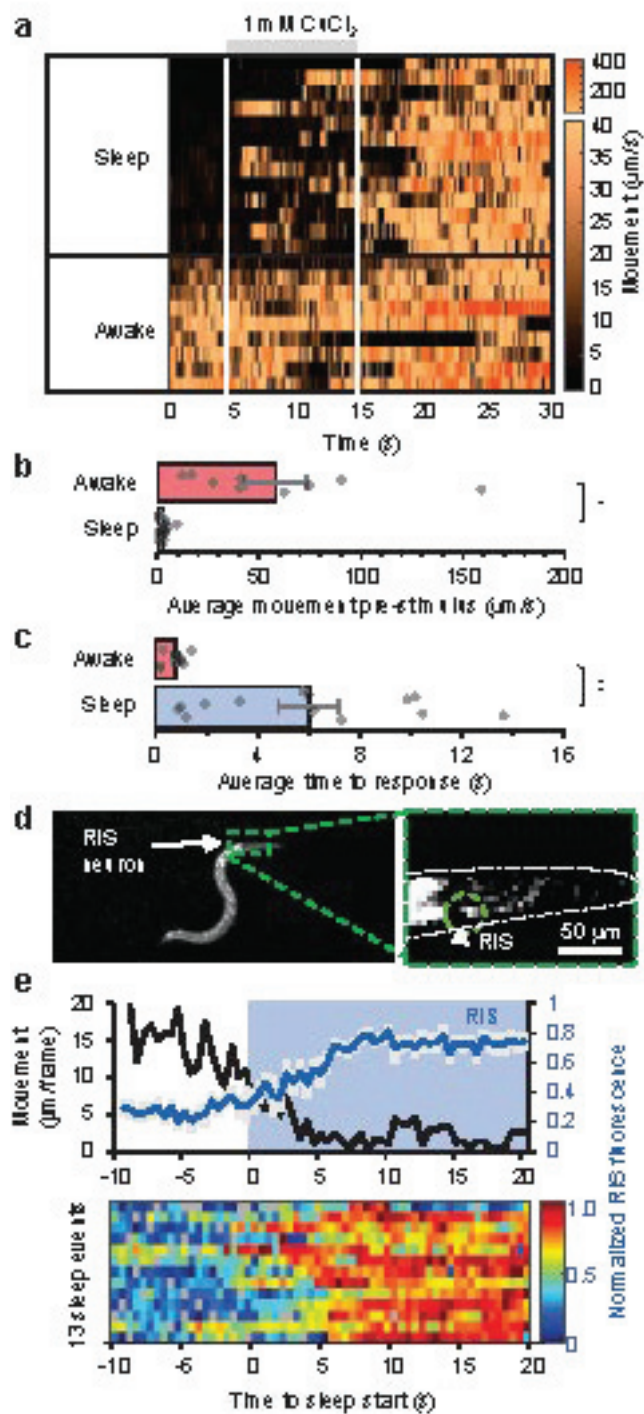 a
1 mM CuCl₂
Sleep
Awake
400
200
40
35
30
25
20
15
10
5
0
Movement (µm/s)
0 5 10 15 20 25 30
Time (s)
b
Awake
Sleep
0 50 100 150 200
Average movement pre-stimulus (µm/s)
c
Awake
Sleep
0 4 8 12 16
Average time to response (s)
d
RIS
neuron
RIS
50 µm
e
20
15
10
5
0
Movement
(µm/frame)
RIS
1
0.8
0.6
0.4
0.2
0
-10 -5 0 5 10 15 20
Normalized RIS fluorescence
13 sleep events
1.0
0.5
0
-10 -5 0 5 10 15 20
Time to sleep start (s)